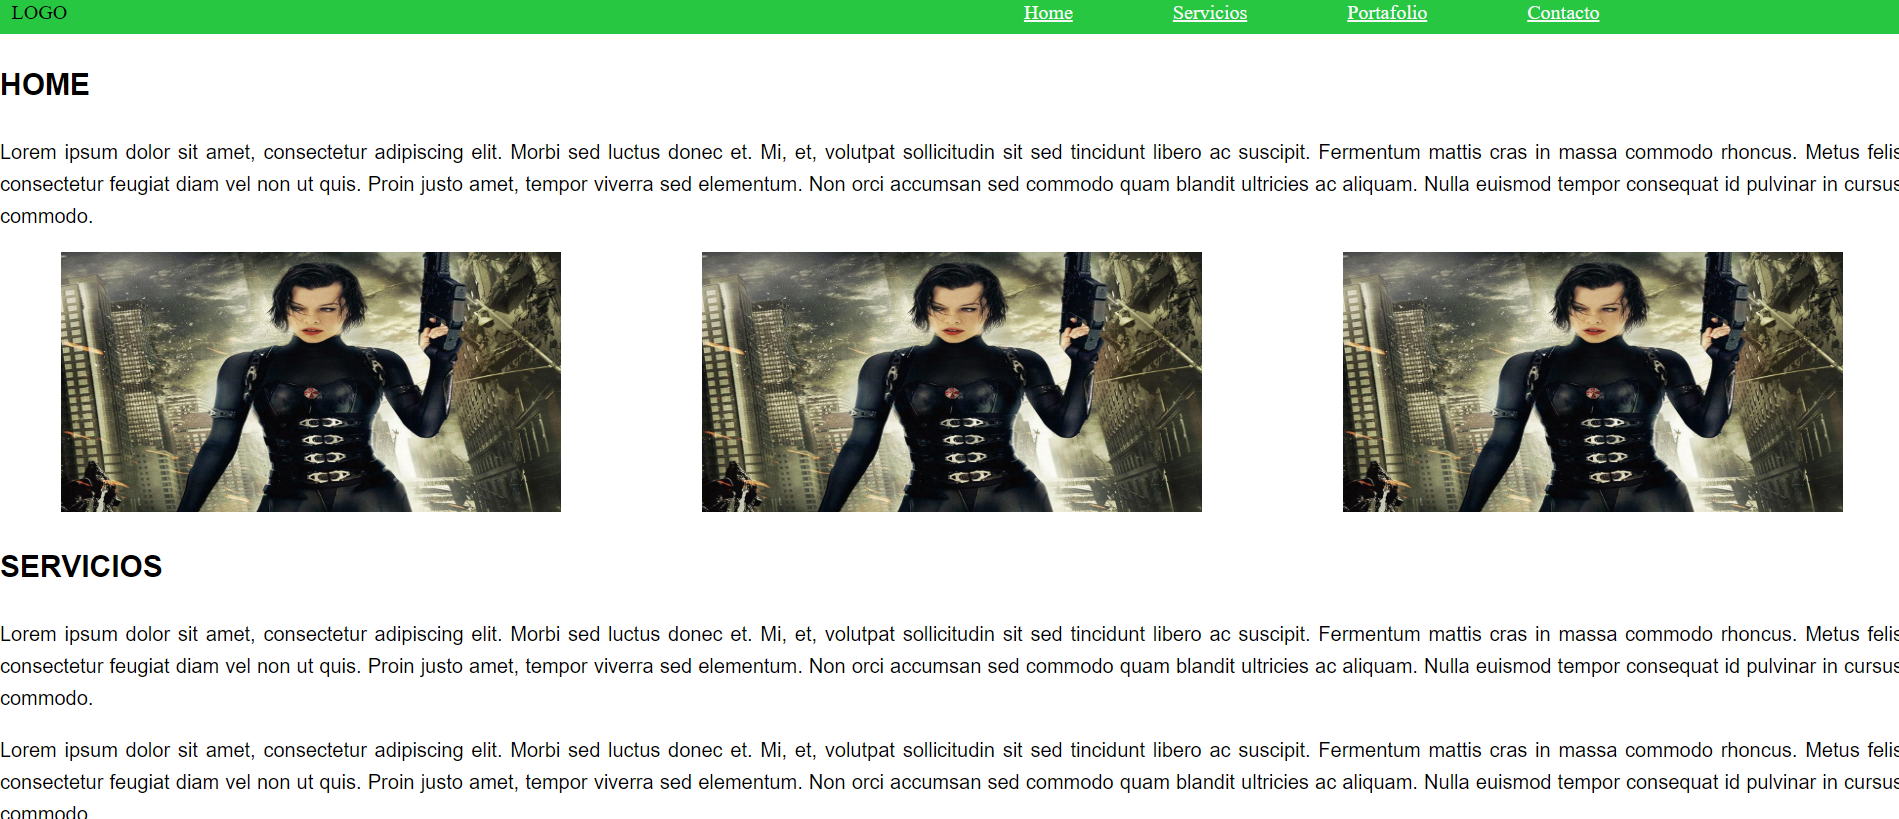 LOGO Home Servicios Portafolio Contacto
HOME
Lorem ipsum dolor sit amet, consectetur adipiscing elit. Morbi sed luctus donec et. Mi, et, volutpat sollicitudin sit sed tincidunt libero ac suscipit. Fermentum mattis cras in massa commodo rhoncus. Metus felis
consectetur feugiat diam vel non ut quis. Proin justo amet, tempor viverra sed elementum. Non orci accumsan sed commodo quam blandit ultricies ac aliquam. Nulla euismod tempor consequat id pulvinar in cursus
commodo.
SERVICIOS
Lorem ipsum dolor sit amet, consectetur adipiscing elit. Morbi sed luctus donec et. Mi, et, volutpat sollicitudin sit sed tincidunt libero ac suscipit. Fermentum mattis cras in massa commodo rhoncus. Metus felis
consectetur feugiat diam vel non ut quis. Proin justo amet, tempor viverra sed elementum. Non orci accumsan sed commodo quam blandit ultricies ac aliquam. Nulla euismod tempor consequat id pulvinar in cursus
commodo.
Lorem ipsum dolor sit amet, consectetur adipiscing elit. Morbi sed luctus donec et. Mi, et, volutpat sollicitudin sit sed tincidunt libero ac suscipit. Fermentum mattis cras in massa commodo rhoncus. Metus felis
consectetur feugiat diam vel non ut quis. Proin justo amet, tempor viverra sed elementum. Non orci accumsan sed commodo quam blandit ultricies ac aliquam. Nulla euismod tempor consequat id pulvinar in cursus
commodo.